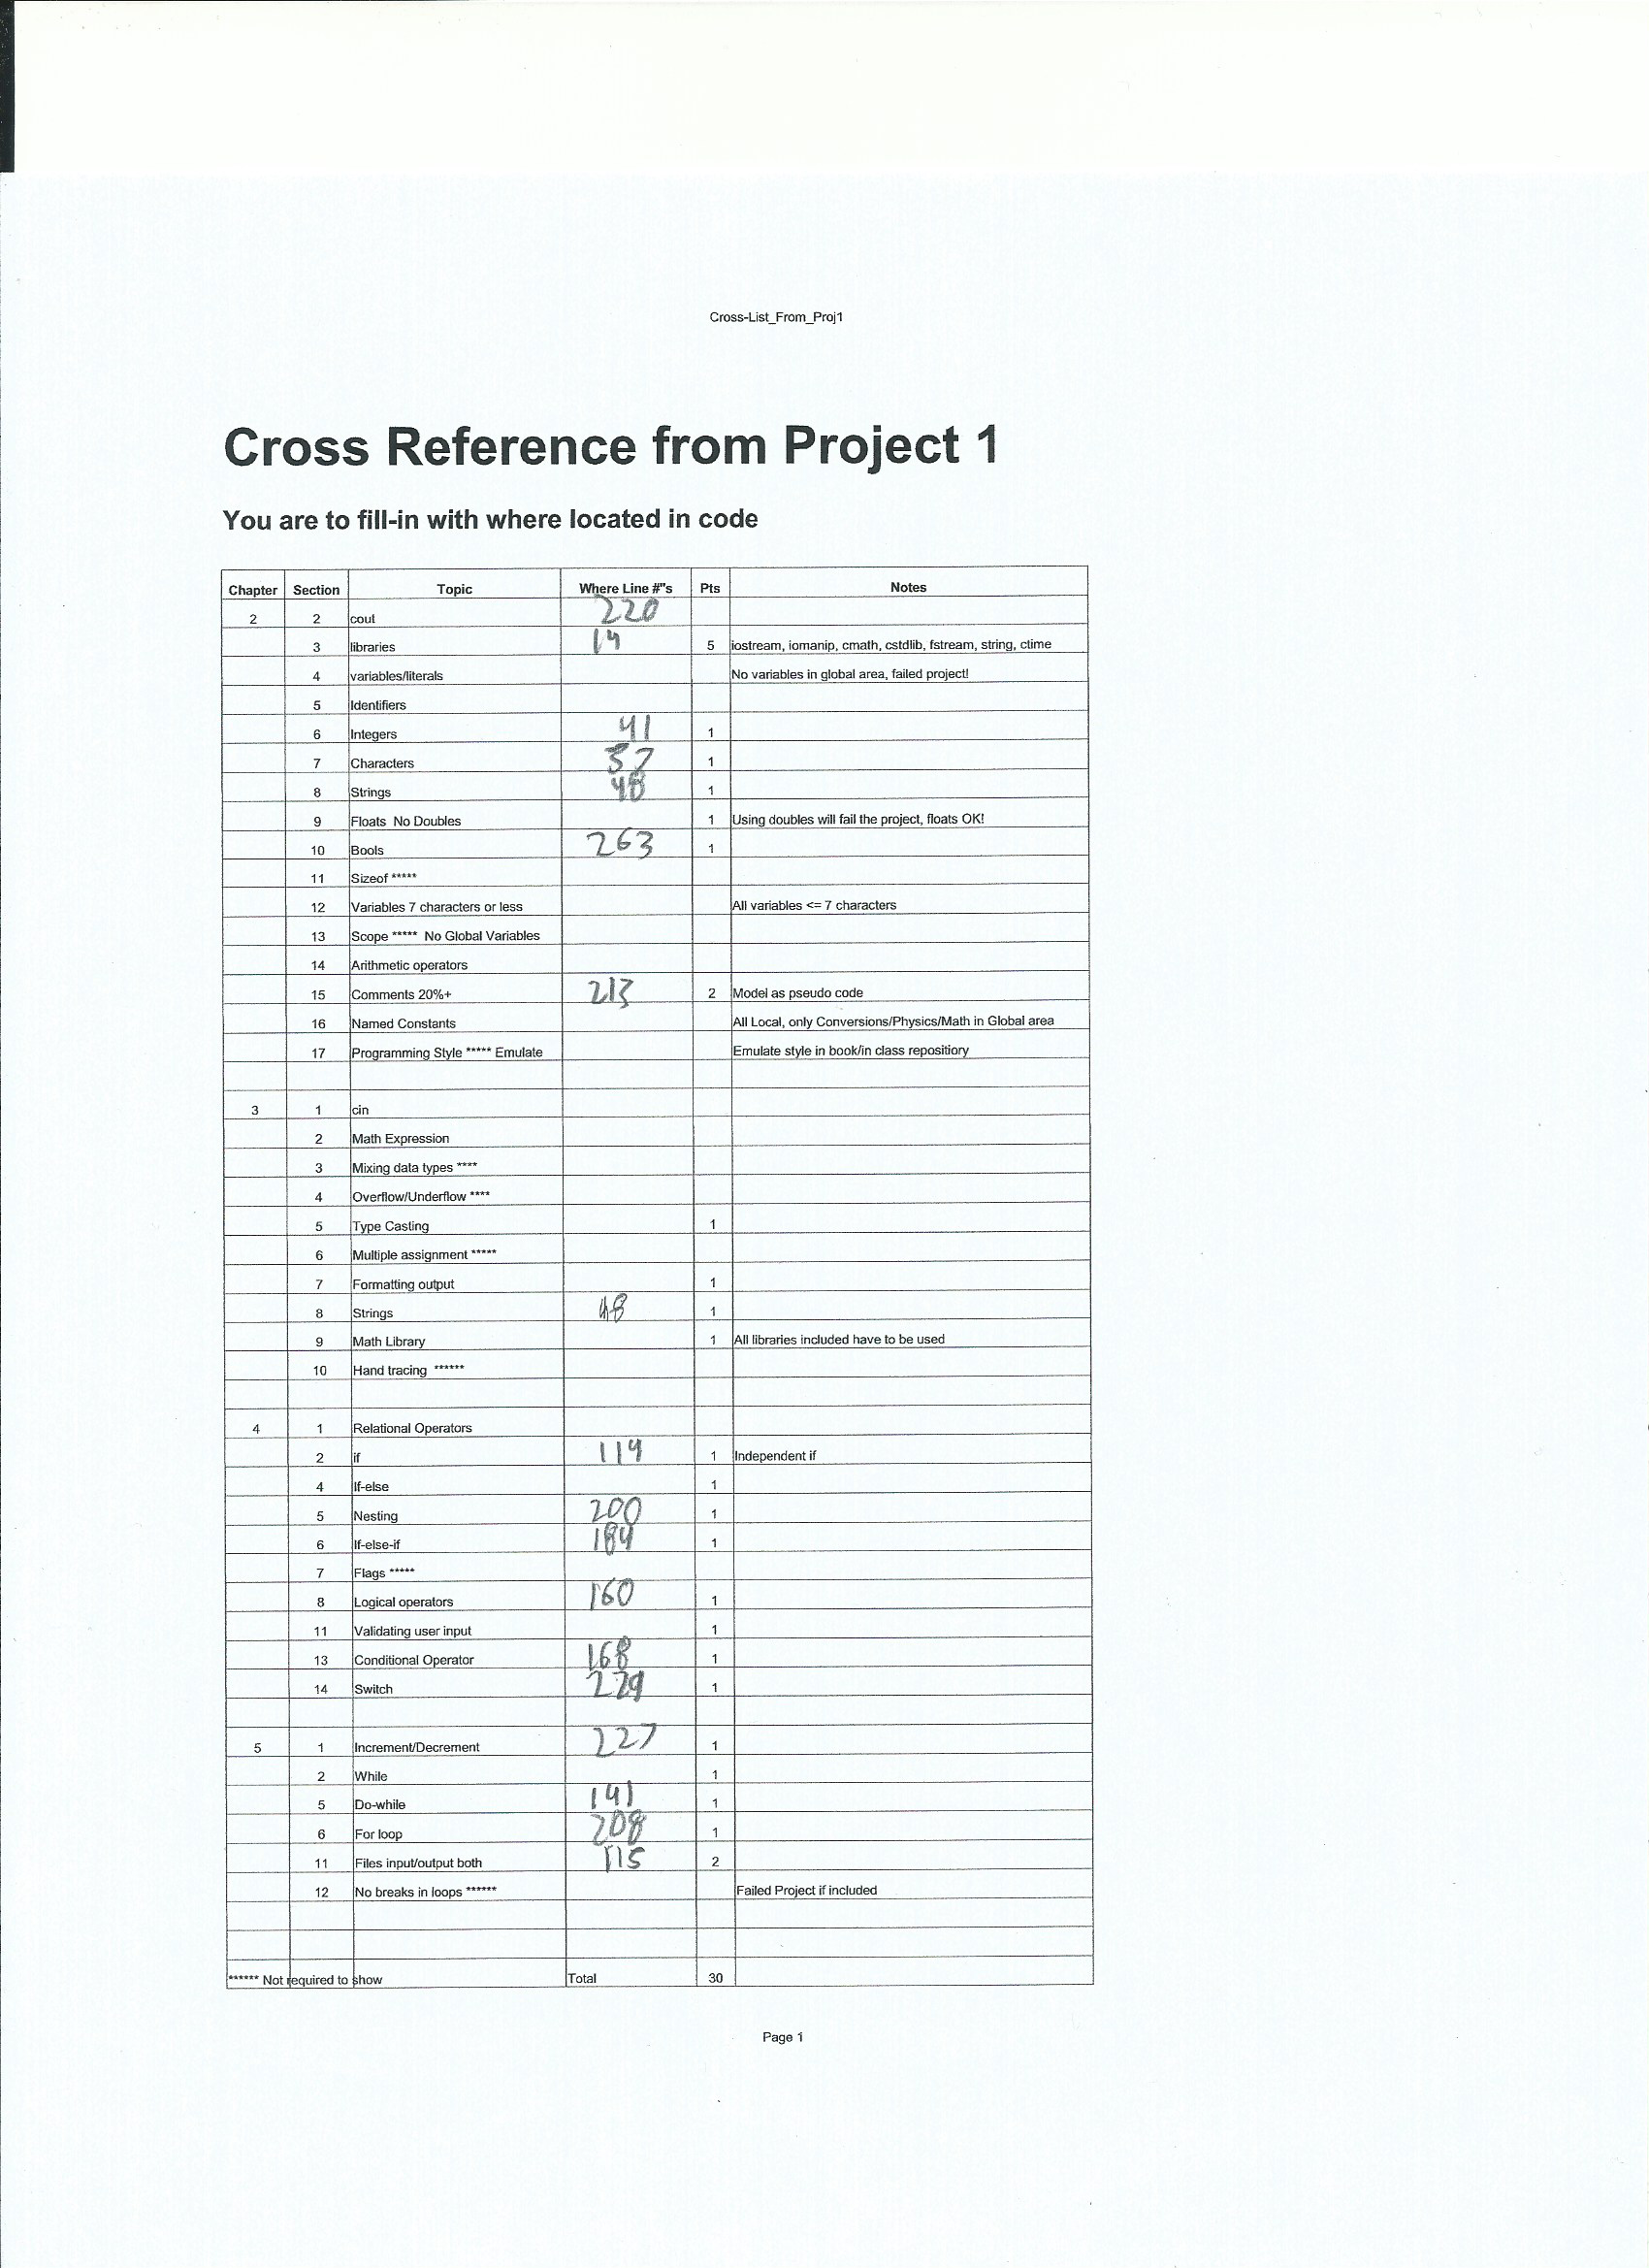 Cross-List_From_Proj1
Cross Reference from Project 1
You are to fill-in with where located in code
Chapter Section Topic Where Line #"s Pts Notes
2 2 cout 220
3 libraries 14 5 iostream, iomanip, cmath, cstdlib, fstream, string, ctime
4 variables/literals No variables in global area, failed project!
5 Identifiers
6 Integers 41 1
7 Characters 37 1
8 Strings 48 1
9 Floats No Doubles 1 Using doubles will fail the project, floats OK!
10 Bools 263 1
11 Sizeof *****
12 Variables 7 characters or less All variables <= 7 characters
13 Scope ***** No Global Variables
14 Arithmetic operators
15 Comments 20%+ 213 2 Model as pseudo code
16 Named Constants All Local, only Conversions/Physics/Math in Global area
17 Programming Style ***** Emulate Emulate style in book/in class repositiory
3 1 cin
2 Math Expression
3 Mixing data types ****
4 Overflow/Underflow ****
5 Type Casting 1
6 Multiple assignment *****
7 Formatting output 1
8 Strings 48 1
9 Math Library 1 All libraries included have to be used
10 Hand tracing ******
4 1 Relational Operators
2 if 119 1 Independent if
4 If-else 1
5 Nesting 200 1
6 If-else-if 184 1
7 Flags *****
8 Logical operators 160 1
11 Validating user input 1
13 Conditional Operator 168 1
14 Switch 1
5 1 Increment/Decrement 227 1
2 While 1
5 Do-while 141 1
6 For loop 208 1
11 Files input/output both 115 2
12 No breaks in loops ****** Failed Project if included
****** Not required to show Total 30
Page 1